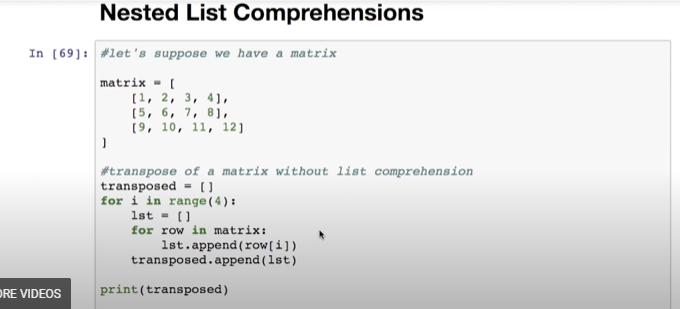 Nested List Comprehensions
In [69]: #let's suppose we have a matrix
matrix = [
[1, 2, 3, 4],
[5, 6, 7, 8],
[9, 10, 11, 12]
]
#transpose of a matrix without list comprehension
transposed = []
for i in range(4):
lst = []
for row in matrix:
lst.append(row[i])
transposed.append(lst)
print(transposed)
ORE VIDEOS